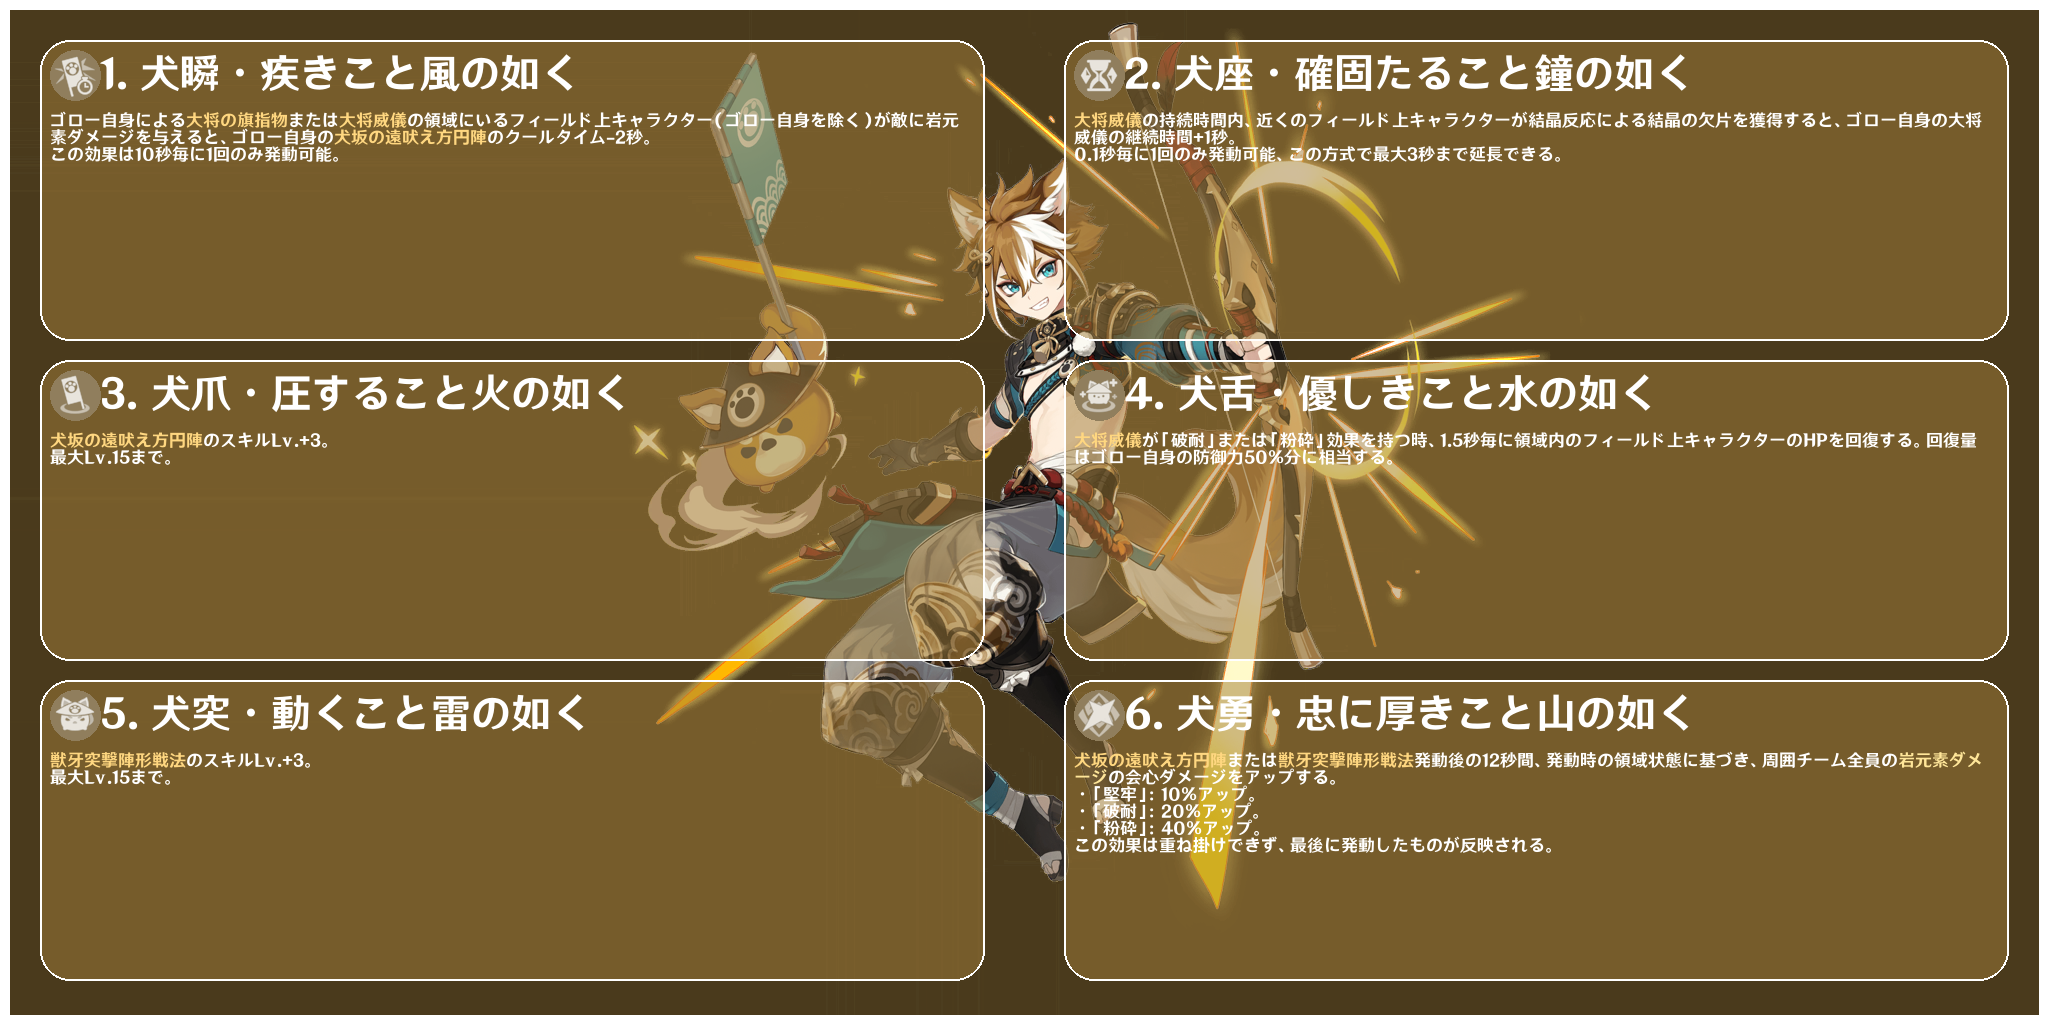 1. 犬瞬・疾きこと風の如く
ゴロー自身による大将の旗指物または大将威儀の領域にいるフィールド上キャラクター(ゴロー自身を除く)が敵に岩元
素ダメージを与えると、ゴロー自身の犬坂の遠吠え方円陣のクールタイム-2秒。
この効果は10秒毎に1回のみ発動可能。
2. 犬座・確固たること鐘の如く
大将威儀の持続時間内、近くのフィールド上キャラクターが結晶反応による結晶の欠片を獲得すると、ゴロー自身の大将
威儀の継続時間+1秒。
0.1秒毎に1回のみ発動可能、この方式で最大3秒まで延長できる。
3. 犬爪・圧すること火の如く
犬坂の遠吠え方円陣のスキルLv.+3。
最大Lv.15まで。
4. 犬舌・優しきこと水の如く
大将威儀が「破耐」または「粉砕」効果を持つ時、1.5秒毎に領域内のフィールド上キャラクターのHPを回復する。回復量
はゴロー自身の防御力50%分に相当する。
5. 犬突・動くこと雷の如く
獣牙突撃陣形戦法のスキルLv.+3。
最大Lv.15まで。
6. 犬勇・忠に厚きこと山の如く
犬坂の遠吠え方円陣または獣牙突撃陣形戦法発動後の12秒間、発動時の領域状態に基づき、周囲チーム全員の岩元素ダメ
ージの会心ダメージをアップする。
・「堅牢」: 10%アップ。
・「破耐」: 20%アップ。
・「粉砕」: 40%アップ。
この効果は重ね掛けできず、最後に発動したものが反映される。